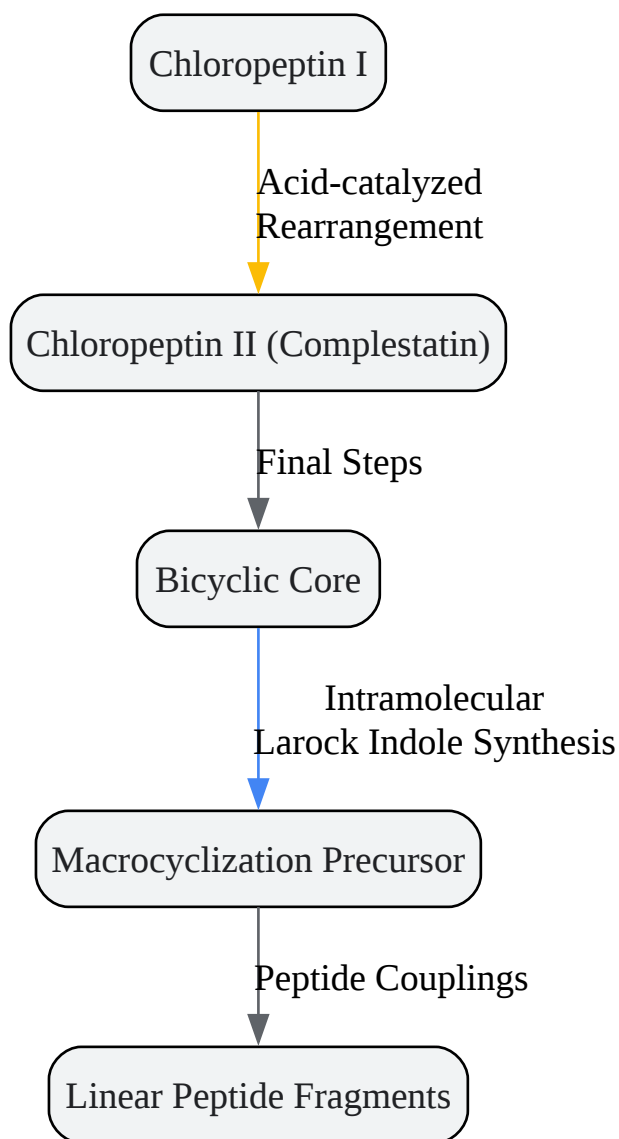 Chloropeptin I
Acid-catalyzed
Rearrangement
Chloropeptin II (Complestatin)
Final Steps
Bicyclic Core
Intramolecular
Larock Indole Synthesis
Macrocyclization Precursor
Peptide Couplings
Linear Peptide Fragments